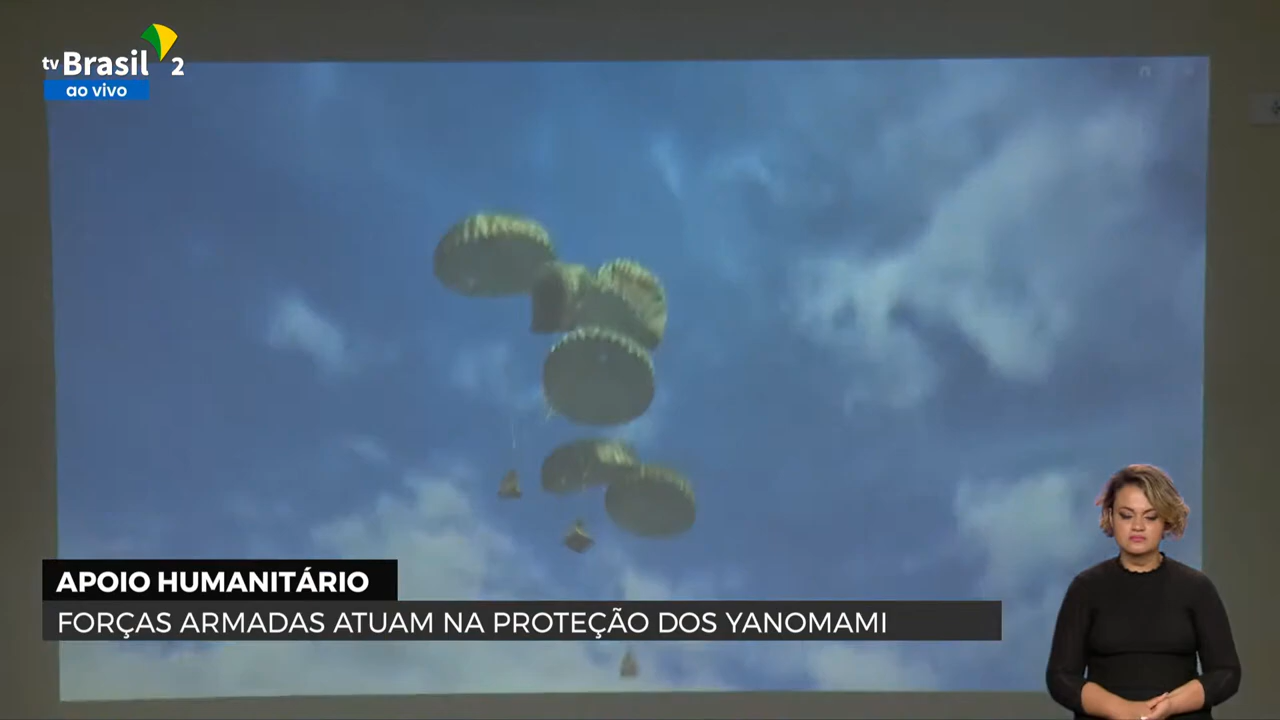 tv Brasil 2
ao vivo
APOIO HUMANITÁRIO
FORÇAS ARMADAS ATUAM NA PROTEÇÃO DOS YANOMAMI